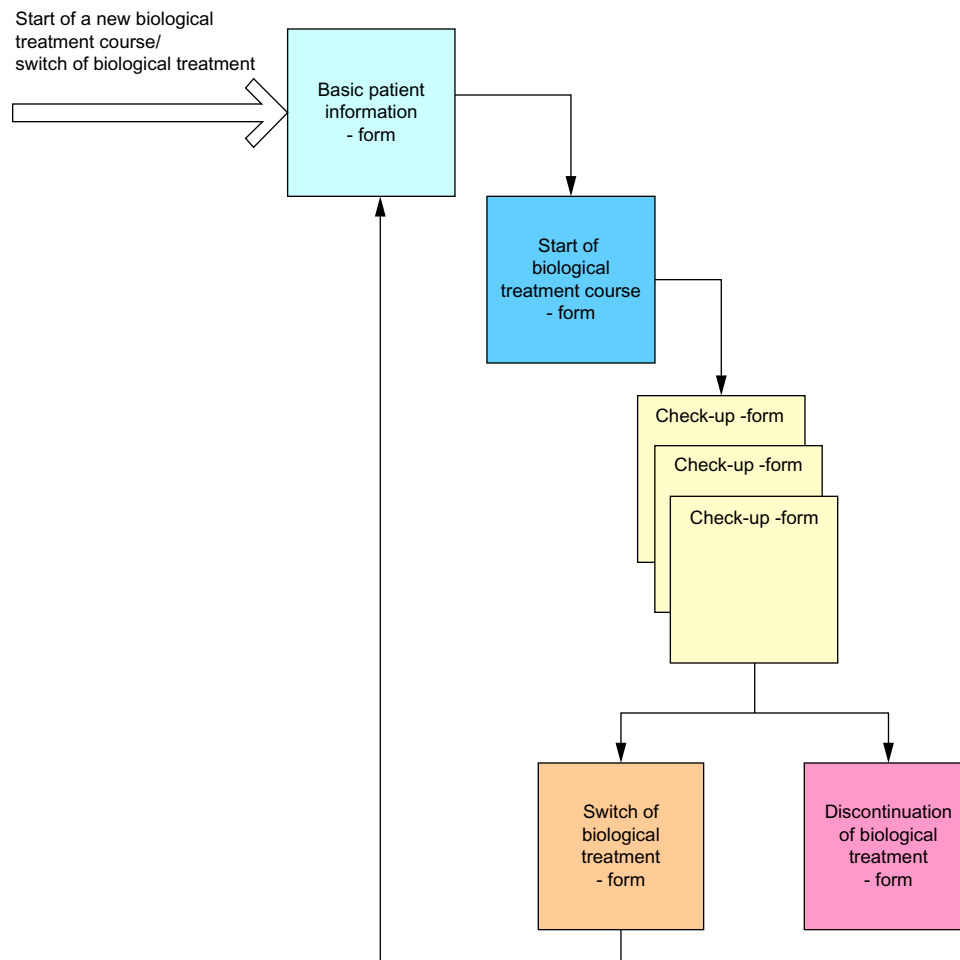 Start of a new biological
treatment course/
switch of biological treatment
Basic patient
information
- form
Start of
biological
treatment course
- form
Check-up -form
Check-up -form
Check-up -form
Switch of
biological
treatment
- form
Discontinuation
of biological
treatment
- form